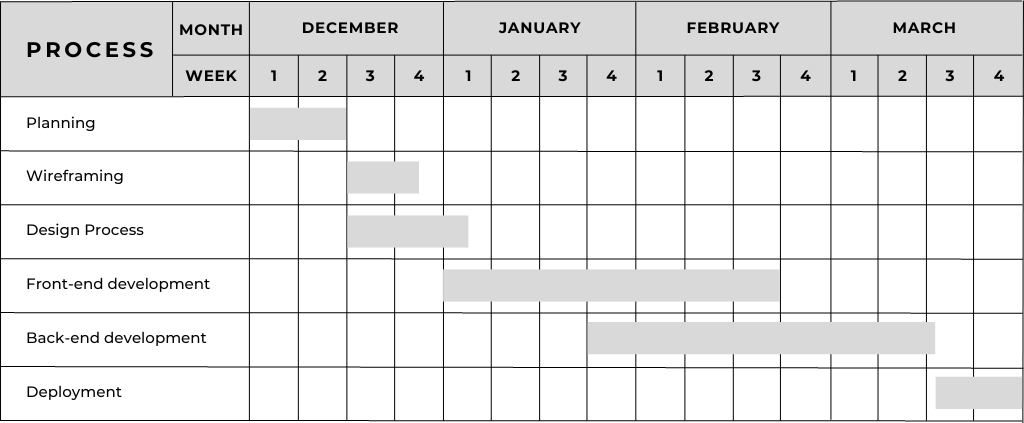 PROCESS
MONTH DECEMBER JANUARY FEBRUARY MARCH
WEEK 1 2 3 4 1 2 3 4 1 2 3 4 1 2 3 4
Planning
Wireframing
Design Process
Front-end development
Back-end development
Deployment